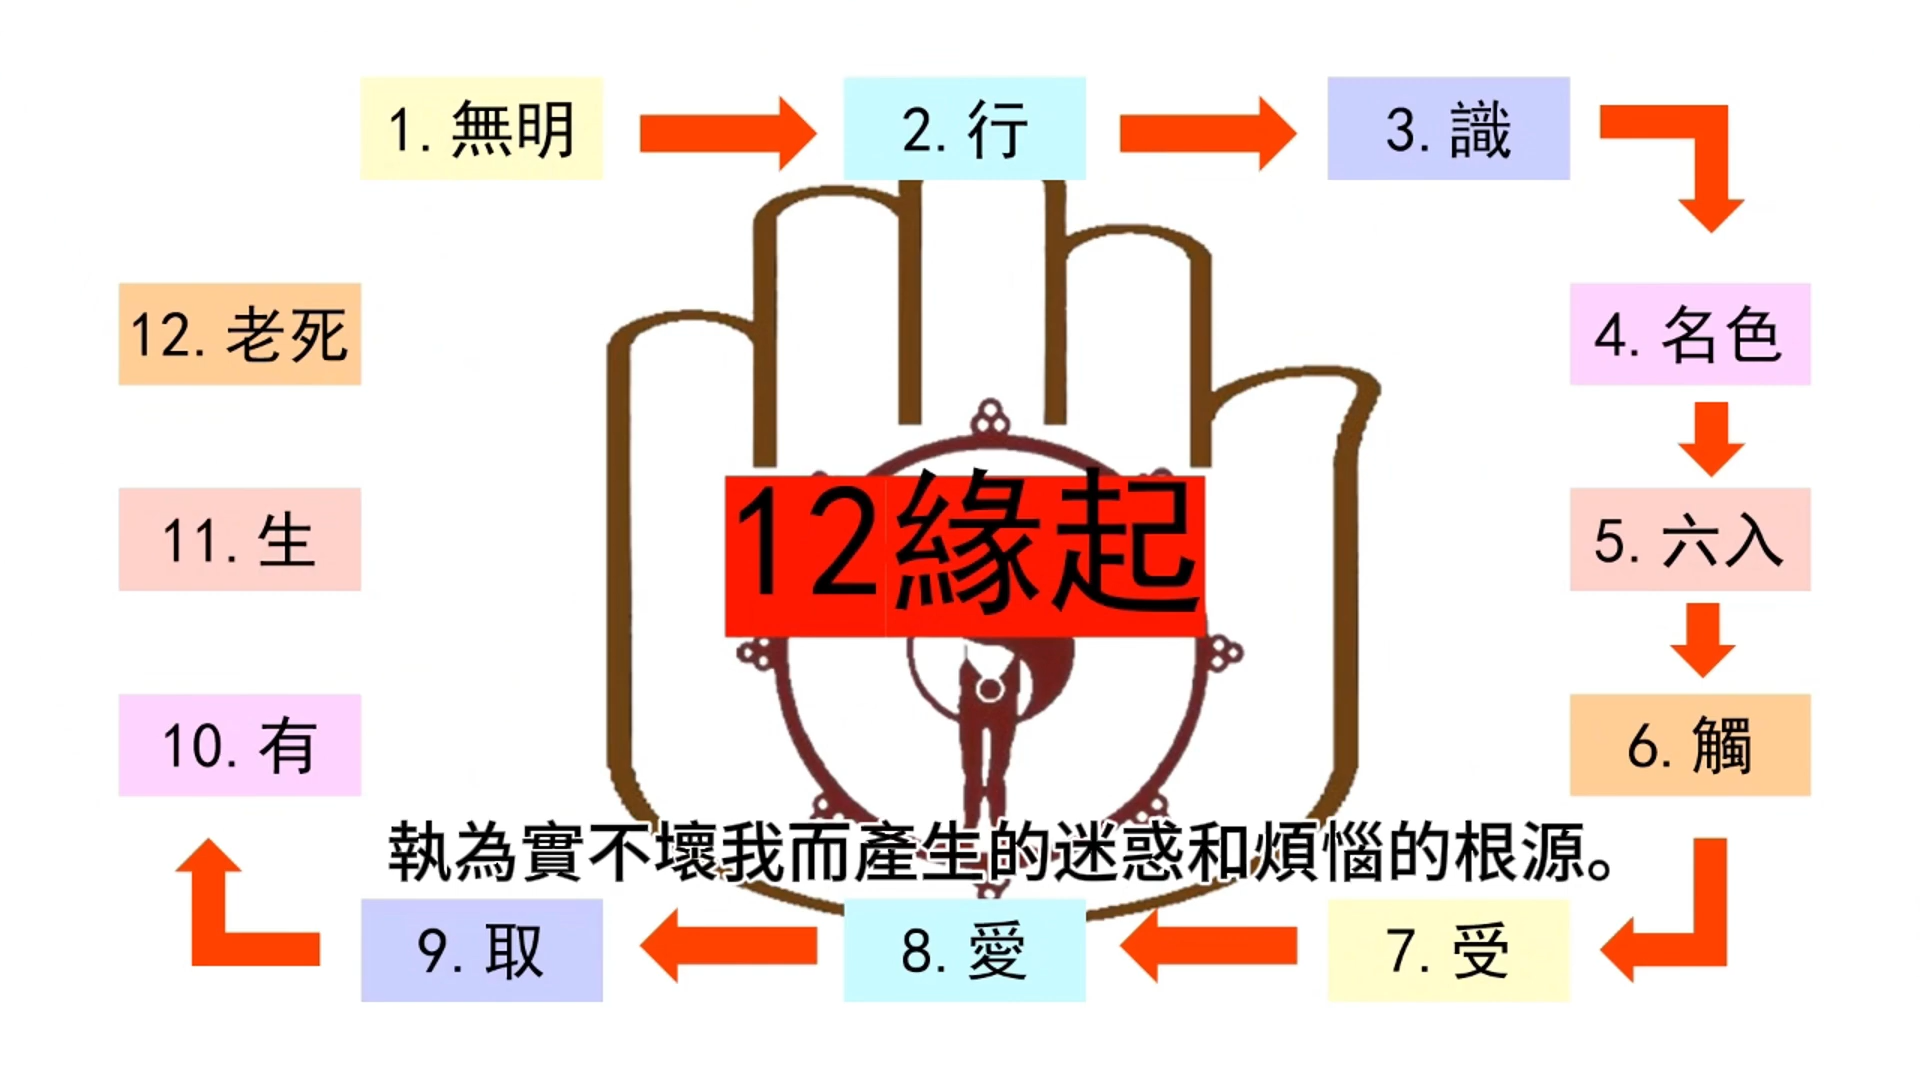 1. 無明
2. 行
3. 識
4. 名色
5. 六入
6. 觸
7. 受
8. 愛
9. 取
10. 有
11. 生
12. 老死
12緣起
執為實不壞我而產生的迷惑和煩惱的根源。